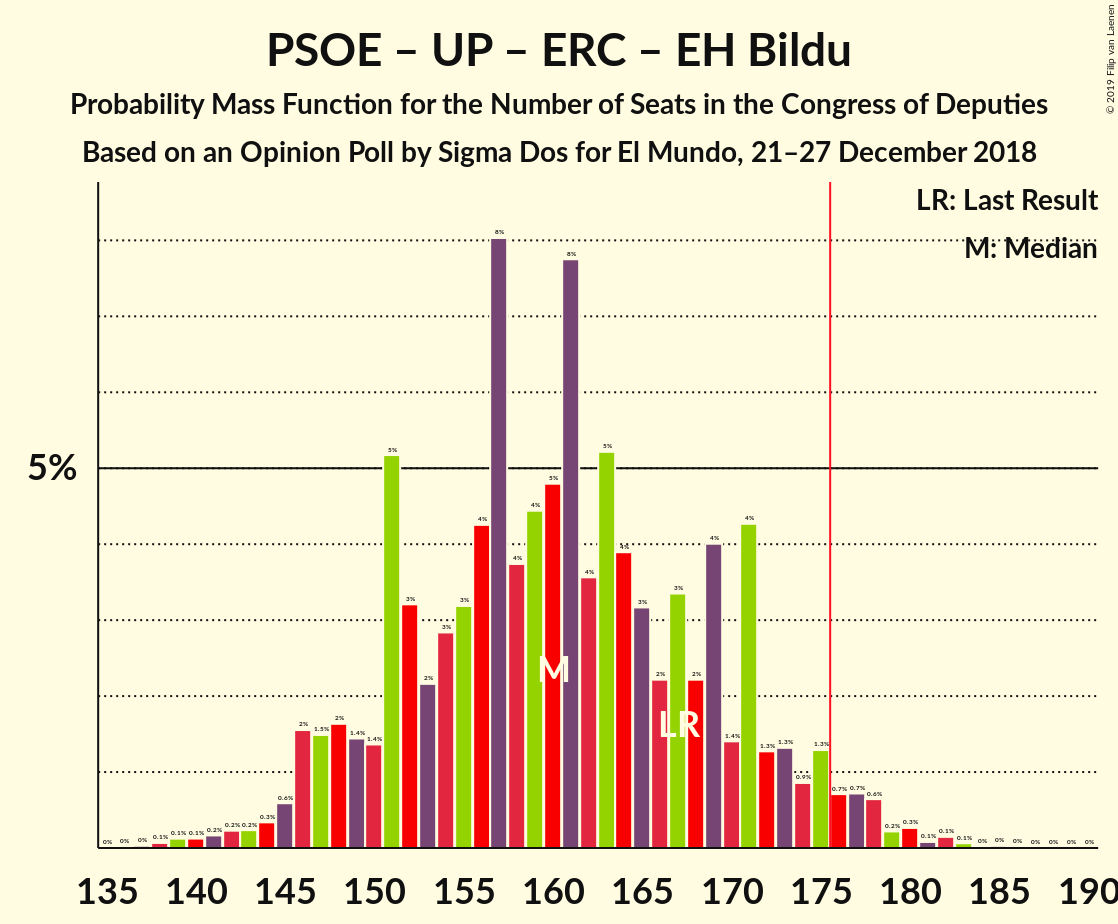 PSOE – UP – ERC – EH Bildu
Probability Mass Function for the Number of Seats in the Congress of Deputies
Based on an Opinion Poll by Sigma Dos for El Mundo, 21–27 December 2018
© 2019 Filip van Laenen
LR: Last Result
M: Median
5%
0% 0% 0% 0.1% 0.1% 0.1% 0.2% 0.2% 0.2% 0.3% 0.6% 2% 1.5% 2% 1.4% 1.4% 5% 3% 2% 3% 3% 4% 8% 4% 4% 5% 8% 4% 5% 4% 3% 2% 3% 2% 4% 1.4% 4% 1.3% 1.3% 0.9% 1.3% 0.7% 0.7% 0.6% 0.2% 0.3% 0.1% 0.1% 0.1% 0% 0% 0% 0% 0% 0% 0%
M
LR
135 140 145 150 155 160 165 170 175 180 185 190